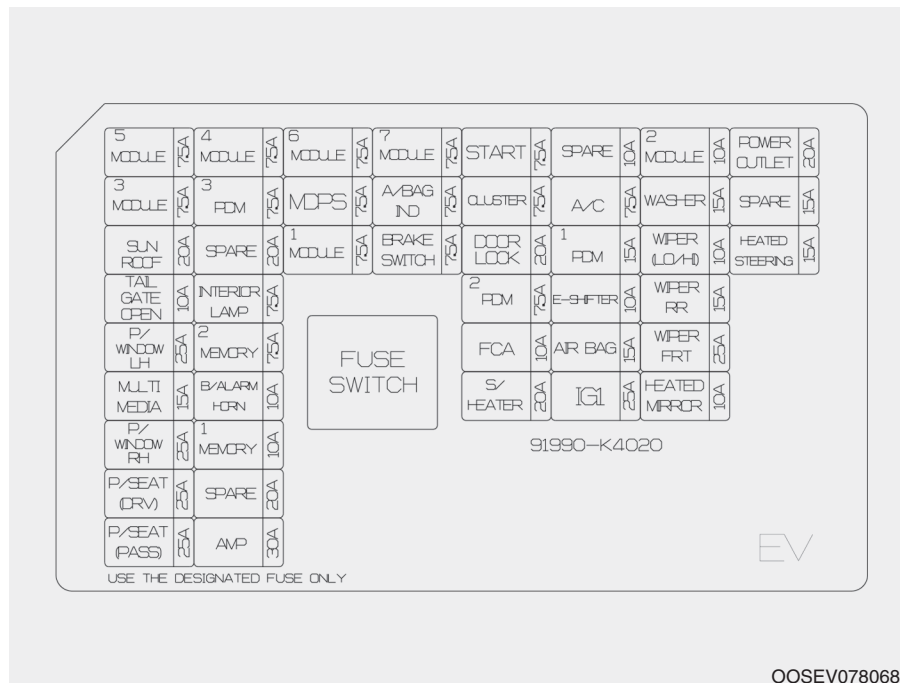 5 MODULE 7.5A
4 MODULE 7.5A
6 MODULE 7.5A
7 MODULE 7.5A
START 7.5A
SPARE 10A
2 MODULE 10A
POWER
OUTLET 20A
3 MODULE 7.5A
3 PDM 7.5A
MDPS 7.5A
A/BAG
IND 7.5A
CLUSTER 7.5A
A/C 7.5A
WASHER 15A
SPARE 15A
SUN
ROOF 20A
SPARE 20A
1 MODULE 7.5A
BRAKE
SWITCH 7.5A
DOOR
LOCK 20A
1 PDM 15A
WIPER
(LO/HI) 10A
HEATED
STEERING 15A
TAIL
GATE
OPEN 10A
INTERIOR
LAMP 7.5A
2 PDM 7.5A
E-SHIFTER 10A
WIPER
RR 15A
P/
WINDOW
LH 25A
2 MEMORY 7.5A
FUSE
SWITCH
FCA 10A
AIR BAG 15A
WIPER
FRT 25A
MULTI
MEDIA 15A
B/ALARM
HORN 10A
S/
HEATER 20A
IG1 25A
HEATED
MIRROR 10A
P/
WINDOW
RH 25A
1 MEMORY 10A
91990-K4020
P/SEAT
(DRV) 25A
SPARE 20A
P/SEAT
(PASS) 25A
AMP 30A
EV
USE THE DESIGNATED FUSE ONLY
OOSEV078068